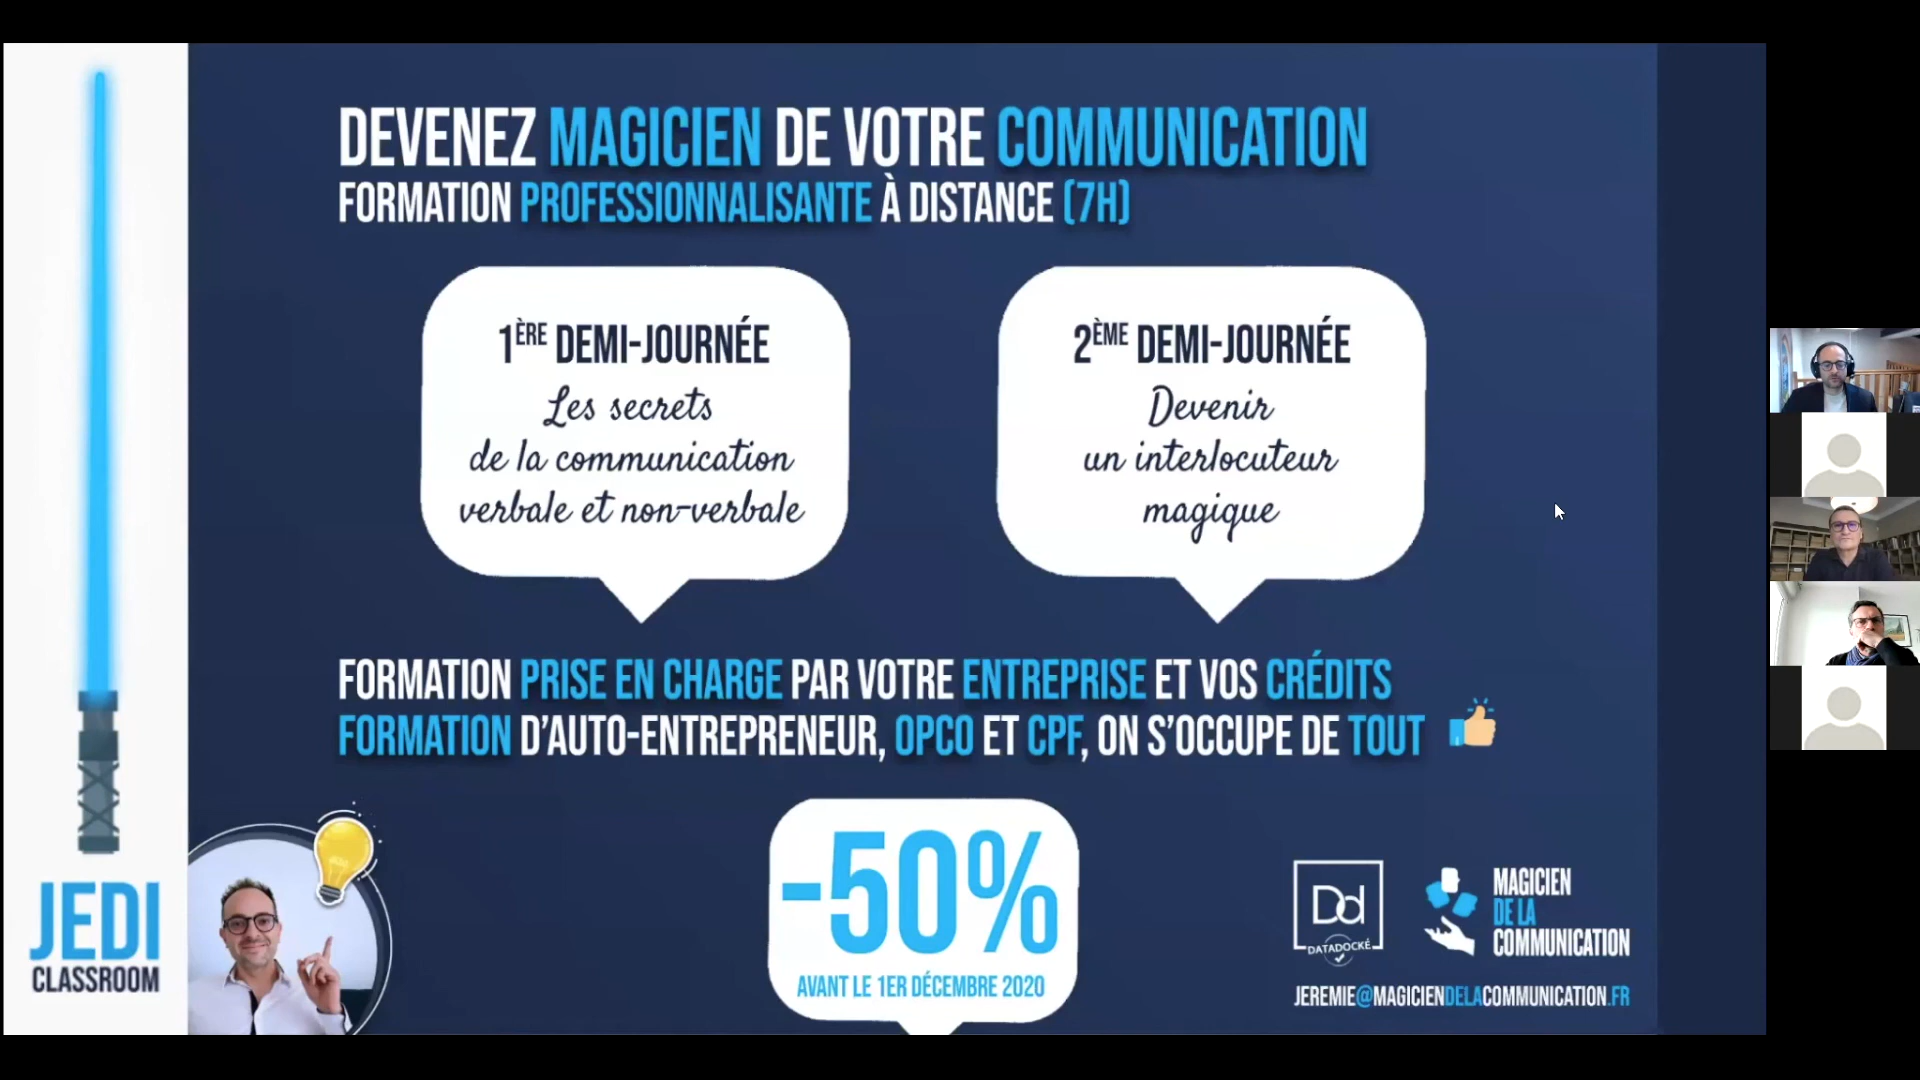 DEVENEZ MAGICIEN DE VOTRE COMMUNICATION
FORMATION PROFESSIONNALISANTE À DISTANCE (7H)
1ÈRE DEMI-JOURNÉE
Les secrets
de la communication
verbale et non-verbale
2ÈME DEMI-JOURNÉE
Devenir
un interlocuteur
magique
FORMATION PRISE EN CHARGE PAR VOTRE ENTREPRISE ET VOS CRÉDITS
FORMATION D'AUTO-ENTREPRENEUR, OPCO ET CPF, ON S'OCCUPE DE TOUT
-50%
AVANT LE 1ER DÉCEMBRE 2020
JEDI
CLASSROOM
Dd
DATADOCKÉ
MAGICIEN
DE LA
COMMUNICATION
JEREMIE@MAGICIENDELACOMMUNICATION.FR